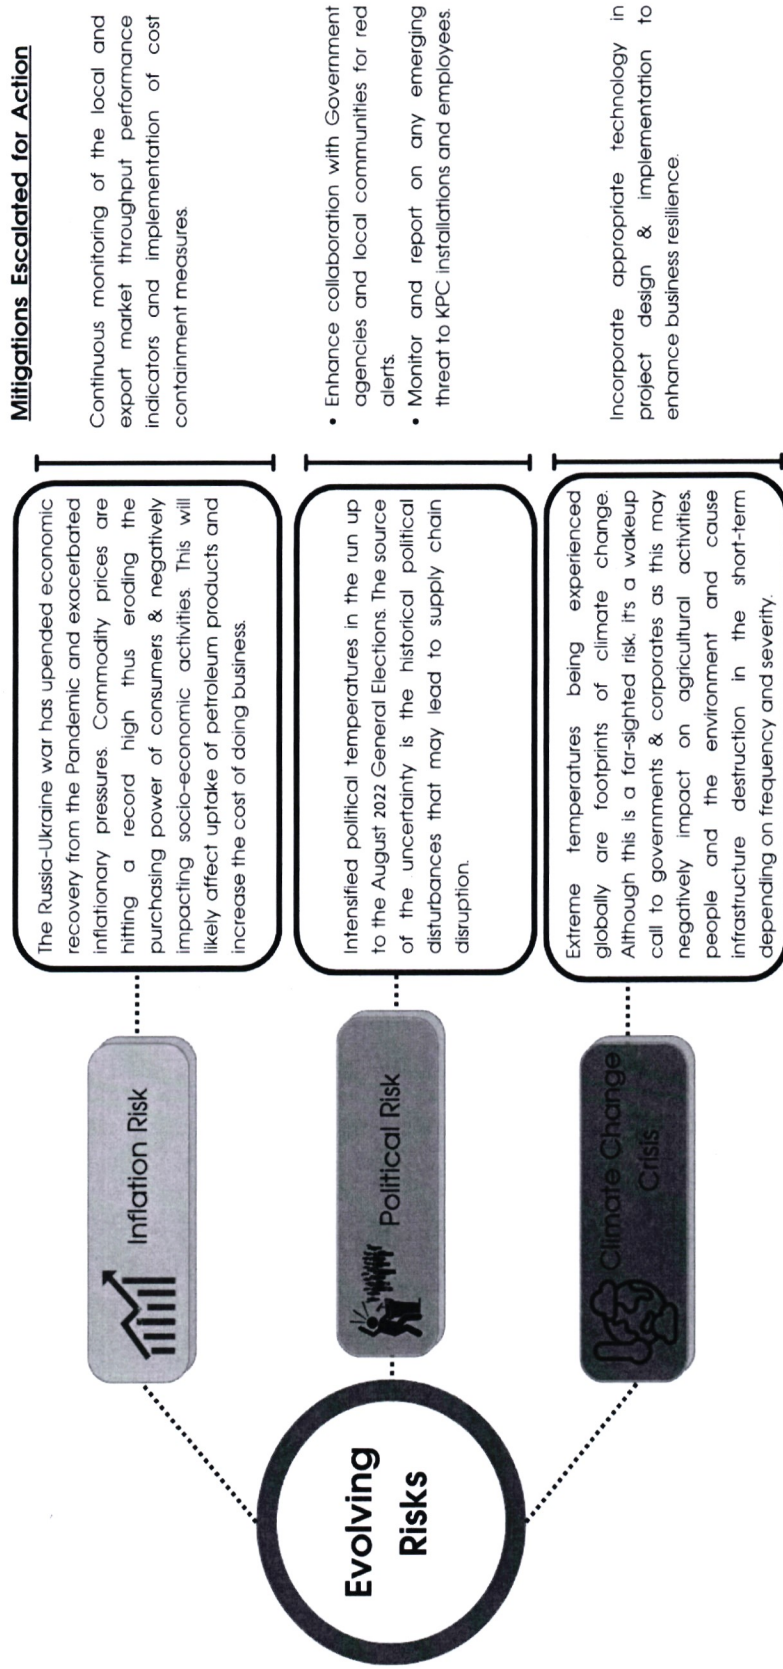 Mitigations Escalated for Action
Evolving
Risks
Inflation Risk
The Russia-Ukraine war has upended economic
recovery from the Pandemic and exacerbated
inflationary pressures. Commodity prices are
hitting a record high thus eroding the
purchasing power of consumers & negatively
impacting socio-economic activities. This will
likely affect uptake of petroleum products and
increase the cost of doing business.
Continuous monitoring of the local and
export market throughput performance
indicators and implementation of cost
containment measures.
Political Risk
Intensified political temperatures in the run up
to the August 2022 General Elections. The source
of the uncertainty is the historical political
disturbances that may lead to supply chain
disruption.
• Enhance collaboration with Government
agencies and local communities for red
alerts.
• Monitor and report on any emerging
threat to KPC installations and employees.
Climate Change
Crisis
Extreme temperatures being experienced
globally are footprints of climate change.
Although this is a far-sighted risk, it's a wakeup
call to governments & corporates as this may
negatively impact on agricultural activities,
people and the environment and cause
infrastructure destruction in the short-term
depending on frequency and severity.
Incorporate appropriate technology in
project design & implementation to
enhance business resilience.